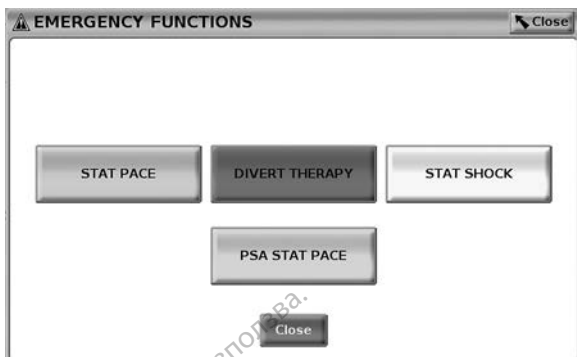 EMERGENCY FUNCTIONS
Close
STAT PACE
DIVERT THERAPY
STAT SHOCK
PSA STAT PACE
Close